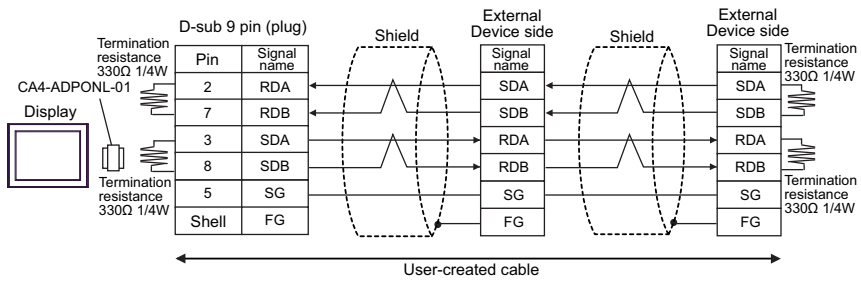 D-sub 9 pin (plug)
External
Device side
External
Device side
Shield
Shield
Termination
resistance
330Ω 1/4W
CA4-ADPONL-01
Display
Termination
resistance
330Ω 1/4W
Pin Signal name
2 RDA
7 RDB
3 SDA
8 SDB
5 SG
Shell FG
Signal name
SDA
SDB
RDA
RDB
SG
FG
Signal name
SDA
SDB
RDA
RDB
SG
FG
Termination
resistance
330Ω 1/4W
Termination
resistance
330Ω 1/4W
User-created cable